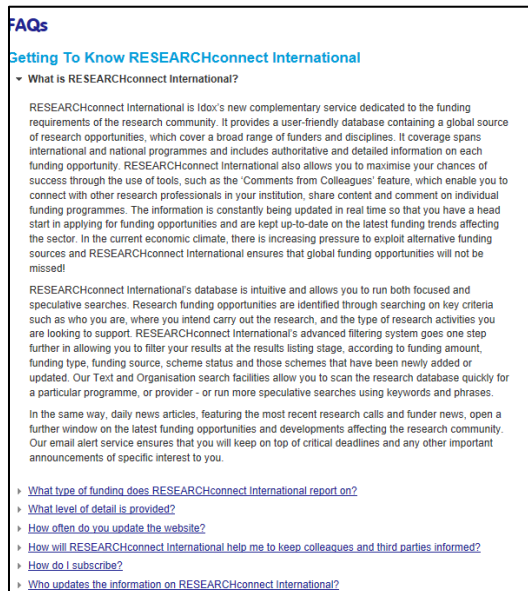 FAQs
Getting To Know RESEARCHconnect International
What is RESEARCHconnect International?
RESEARCHconnect International is Idox's new complementary service dedicated to the funding
requirements of the research community. It provides a user-friendly database containing a global source
of research opportunities, which cover a broad range of funders and disciplines. It coverage spans
international and national programmes and includes authoritative and detailed information on each
funding opportunity. RESEARCHconnect International also allows you to maximise your chances of
success through the use of tools, such as the 'Comments from Colleagues' feature, which enable you to
connect with other research professionals in your institution, share content and comment on individual
funding programmes. The information is constantly being updated in real time so that you have a head
start in applying for funding opportunities and are kept up-to-date on the latest funding trends affecting
the sector. In the current economic climate, there is increasing pressure to exploit alternative funding
sources and RESEARCHconnect International ensures that global funding opportunities will not be
missed!
RESEARCHconnect International's database is intuitive and allows you to run both focused and
speculative searches. Research funding opportunities are identified through searching on key criteria
such as who you are, where you intend carry out the research, and the type of research activities you
are looking to support. RESEARCHconnect International's advanced filtering system goes one step
further in allowing you to filter your results at the results listing stage, according to funding amount,
funding type, funding source, scheme status and those schemes that have been newly added or
updated. Our Text and Organisation search facilities allow you to scan the research database quickly for
a particular programme, or provider - or run more speculative searches using keywords and phrases.
In the same way, daily news articles, featuring the most recent research calls and funder news, open a
further window on the latest funding opportunities and developments affecting the research community.
Our email alert service ensures that you will keep on top of critical deadlines and any other important
announcements of specific interest to you.
What type of funding does RESEARCHconnect International report on?
What level of detail is provided?
How often do you update the website?
How will RESEARCHconnect International help me to keep colleagues and third parties informed?
How do I subscribe?
Who updates the information on RESEARCHconnect International?